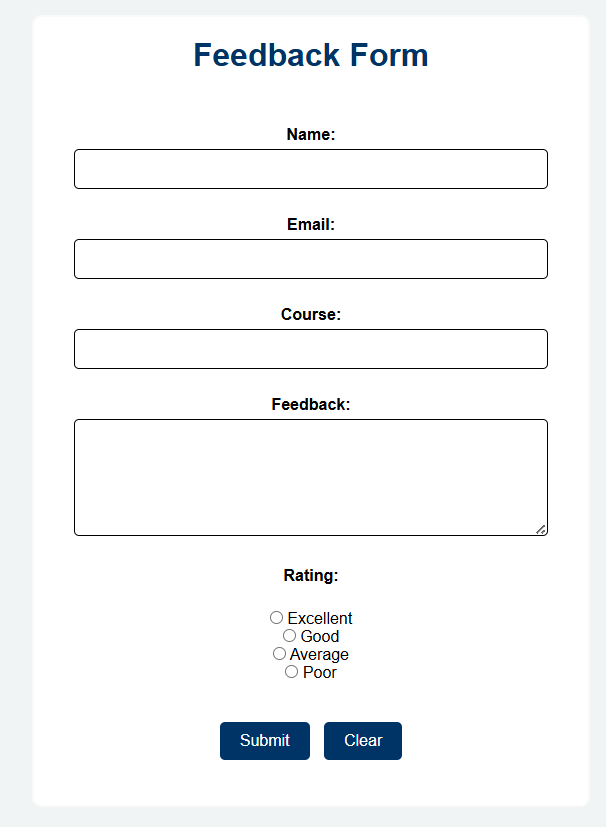 Feedback Form
Name:
Email:
Course:
Feedback:
Rating:
Excellent
Good
Average
Poor
Submit Clear